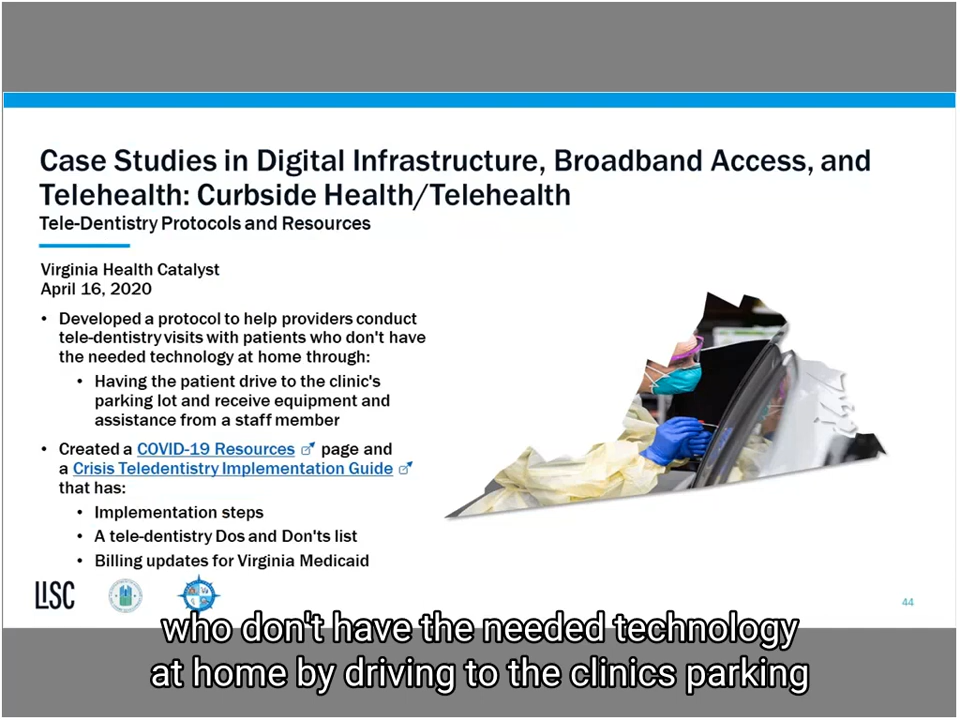 Case Studies in Digital Infrastructure, Broadband Access, and
Telehealth: Curbside Health/Telehealth
Tele-Dentistry Protocols and Resources
Virginia Health Catalyst
April 16, 2020
• Developed a protocol to help providers conduct
tele-dentistry visits with patients who don't have
the needed technology at home through:
• Having the patient drive to the clinic's
parking lot and receive equipment and
assistance from a staff member
• Created a COVID-19 Resources page and
a Crisis Teledentistry Implementation Guide
that has:
• Implementation steps
• A tele-dentistry Dos and Don'ts list
• Billing updates for Virginia Medicaid
LISC
44
who don't have the needed technology
at home by driving to the clinics parking